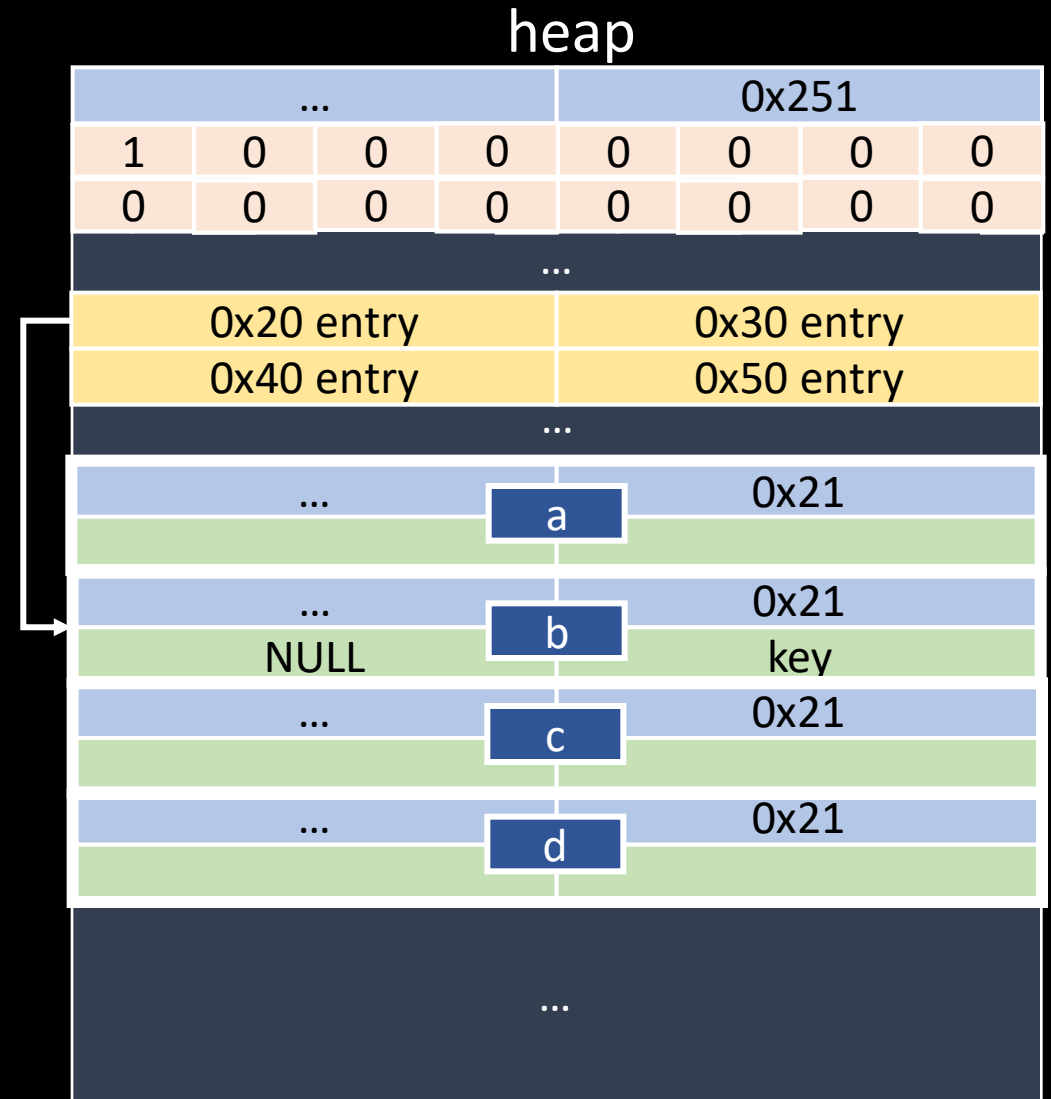 heap
... 0x251
1 0 0 0 0 0 0 0
0 0 0 0 0 0 0 0
...
0x20 entry 0x30 entry
0x40 entry 0x50 entry
...
... 0x21
a
... 0x21
b
NULL key
... 0x21
c
... 0x21
d
...